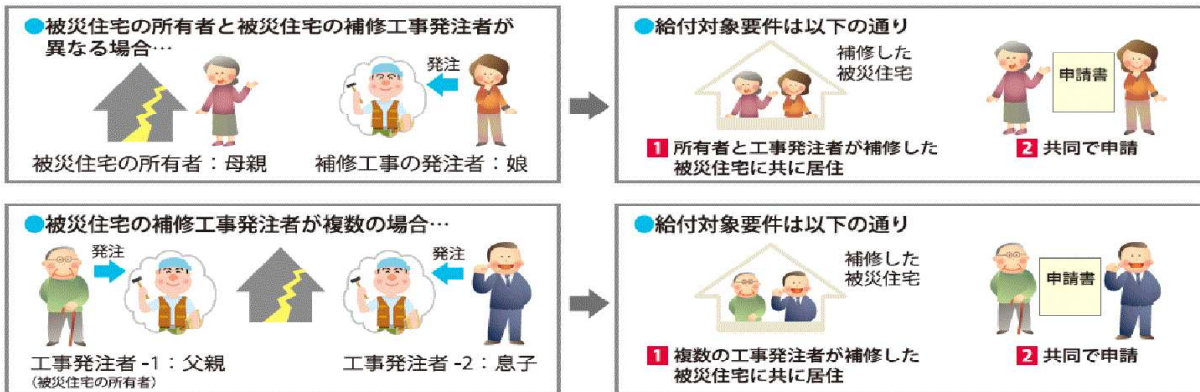 ●被災住宅の所有者と被災住宅の補修工事発注者が
異なる場合…
発注
被災住宅の所有者：母親
補修工事の発注者：娘
●給付対象要件は以下の通り
補修した
被災住宅
申請書
1 所有者と工事発注者が補修した
被災住宅に共に居住
2 共同で申請
●被災住宅の補修工事発注者が複数の場合…
発注
発注
工事発注者-1：父親
(被災住宅の所有者)
工事発注者-2：息子
●給付対象要件は以下の通り
補修した
被災住宅
申請書
1 複数の工事発注者が補修した
被災住宅に共に居住
2 共同で申請